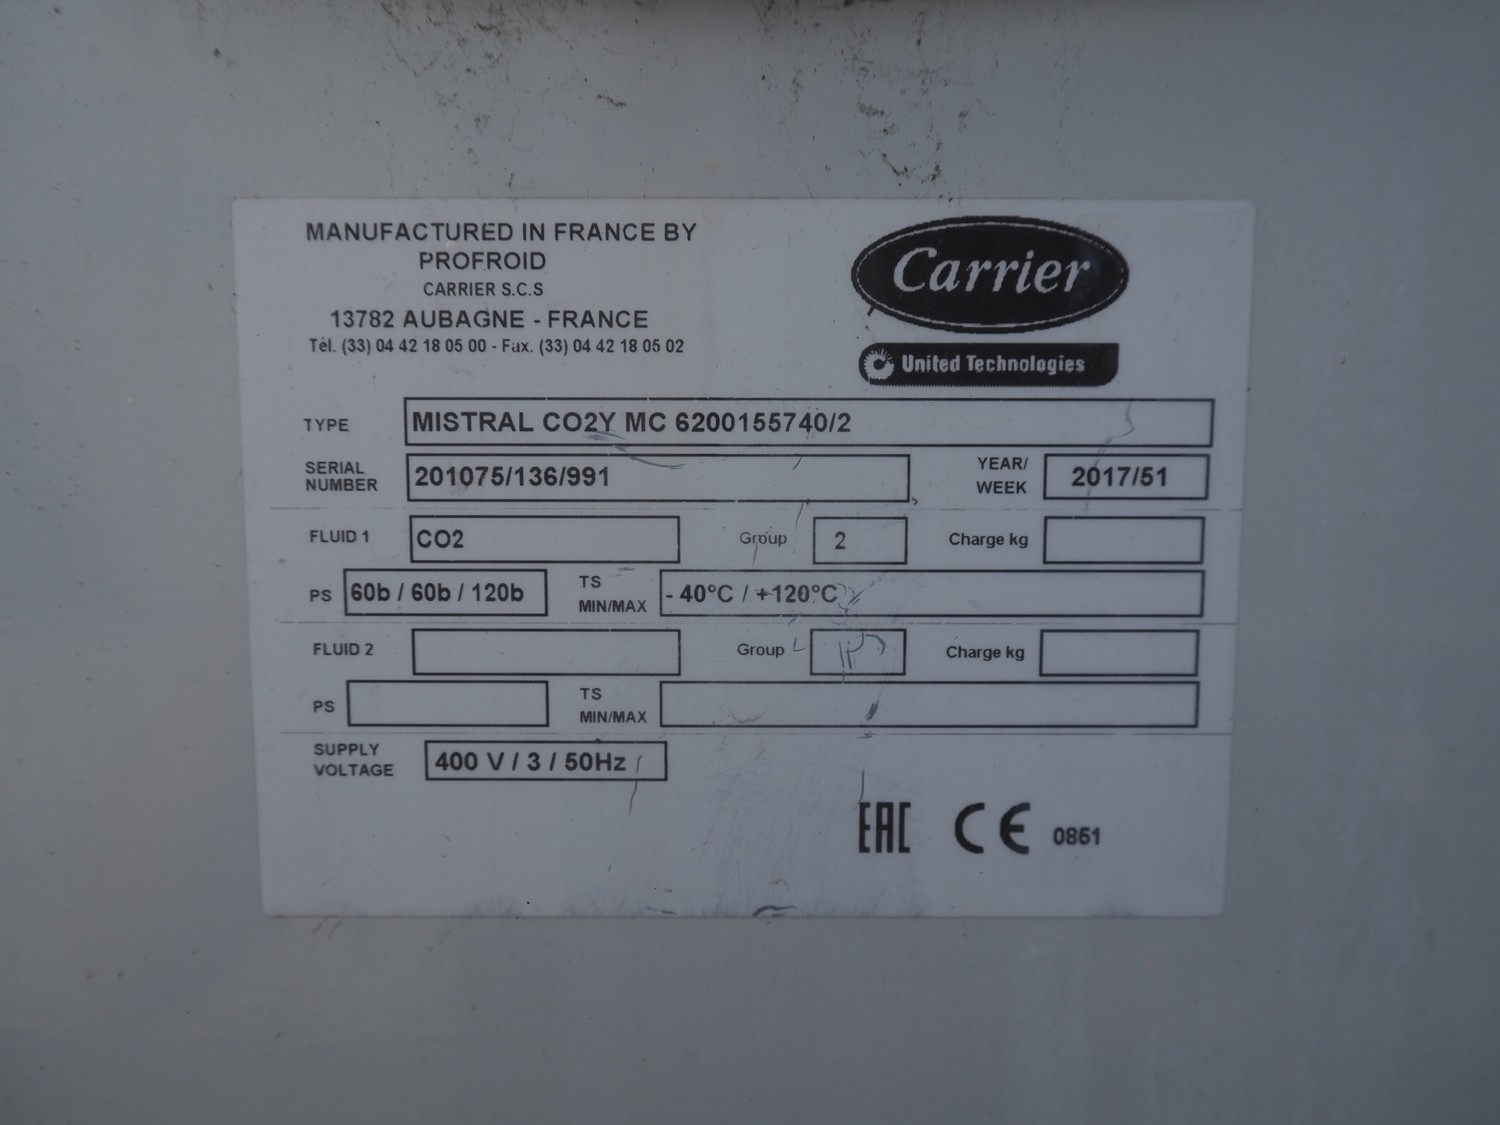 MANUFACTURED IN FRANCE BY
PROFROID
CARRIER S.C.S
13782 AUBAGNE - FRANCE
Tèl. (33) 04 42 18 05 00 - Fax. (33) 04 42 18 05 02
Carrier
United Technologies
TYPE MISTRAL CO2Y MC 6200155740/2
SERIAL NUMBER 201075/136/991 YEAR/ WEEK 2017/51
FLUID 1 CO2 Group 2 Charge kg
PS 60b / 60b / 120b TS MIN/MAX - 40°C / +120°C
FLUID 2 Group Charge kg
PS TS MIN/MAX
SUPPLY VOLTAGE 400 V / 3 / 50Hz
EAC CE 0851